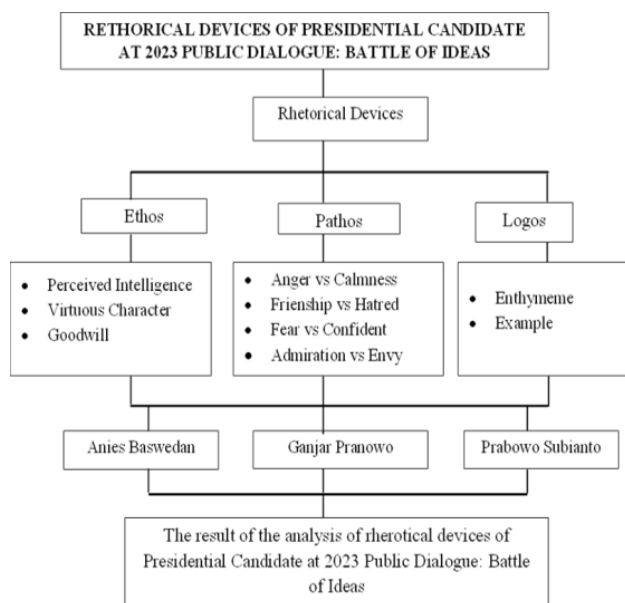 RETHORICAL DEVICES OF PRESIDENTIAL CANDIDATE
AT 2023 PUBLIC DIALOGUE: BATTLE OF IDEAS
Rhetorical Devices
Ethos
Pathos
Logos
• Perceived Intelligence
• Virtuous Character
• Goodwill
• Anger vs Calmness
• Frienship vs Hatred
• Fear vs Confident
• Admiration vs Envy
• Enthymeme
• Example
Anies Baswedan
Ganjar Pranowo
Prabowo Subianto
The result of the analysis of rherotical devices of
Presidential Candidate at 2023 Public Dialogue: Battle
of Ideas